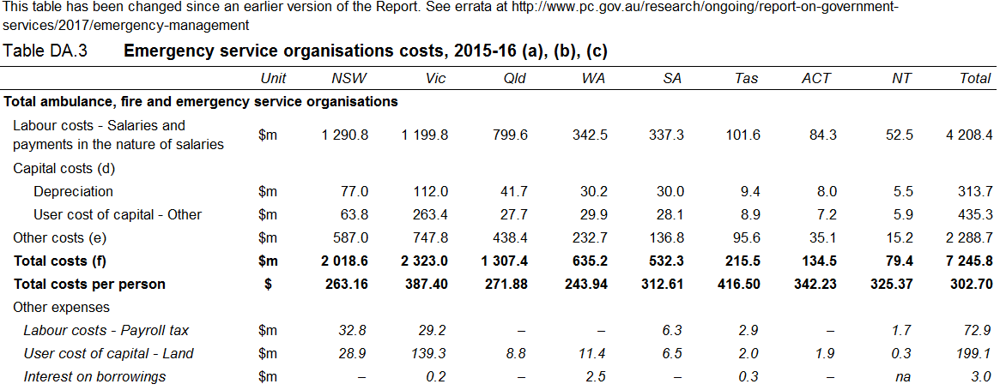 This table has been changed since an earlier version of the Report. See errata at http://www.pc.gov.au/research/ongoing/report-on-government-
services/2017/emergency-management
Table DA.3 Emergency service organisations costs, 2015-16 (a), (b), (c)
Unit NSW Vic Qld WA SA Tas ACT NT Total
Total ambulance, fire and emergency service organisations
Labour costs - Salaries and
payments in the nature of salaries $m 1 290.8 1 199.8 799.6 342.5 337.3 101.6 84.3 52.5 4 208.4
Capital costs (d)
Depreciation $m 77.0 112.0 41.7 30.2 30.0 9.4 8.0 5.5 313.7
User cost of capital - Other $m 63.8 263.4 27.7 29.9 28.1 8.9 7.2 5.9 435.3
Other costs (e) $m 587.0 747.8 438.4 232.7 136.8 95.6 35.1 15.2 2 288.7
Total costs (f) $m 2 018.6 2 323.0 1 307.4 635.2 532.3 215.5 134.5 79.4 7 245.8
Total costs per person $ 263.16 387.40 271.88 243.94 312.61 416.50 342.23 325.37 302.70
Other expenses
Labour costs - Payroll tax $m 32.8 29.2 – – 6.3 2.9 – 1.7 72.9
User cost of capital - Land $m 28.9 139.3 8.8 11.4 6.5 2.0 1.9 0.3 199.1
Interest on borrowings $m – 0.2 – 2.5 – 0.3 – na 3.0